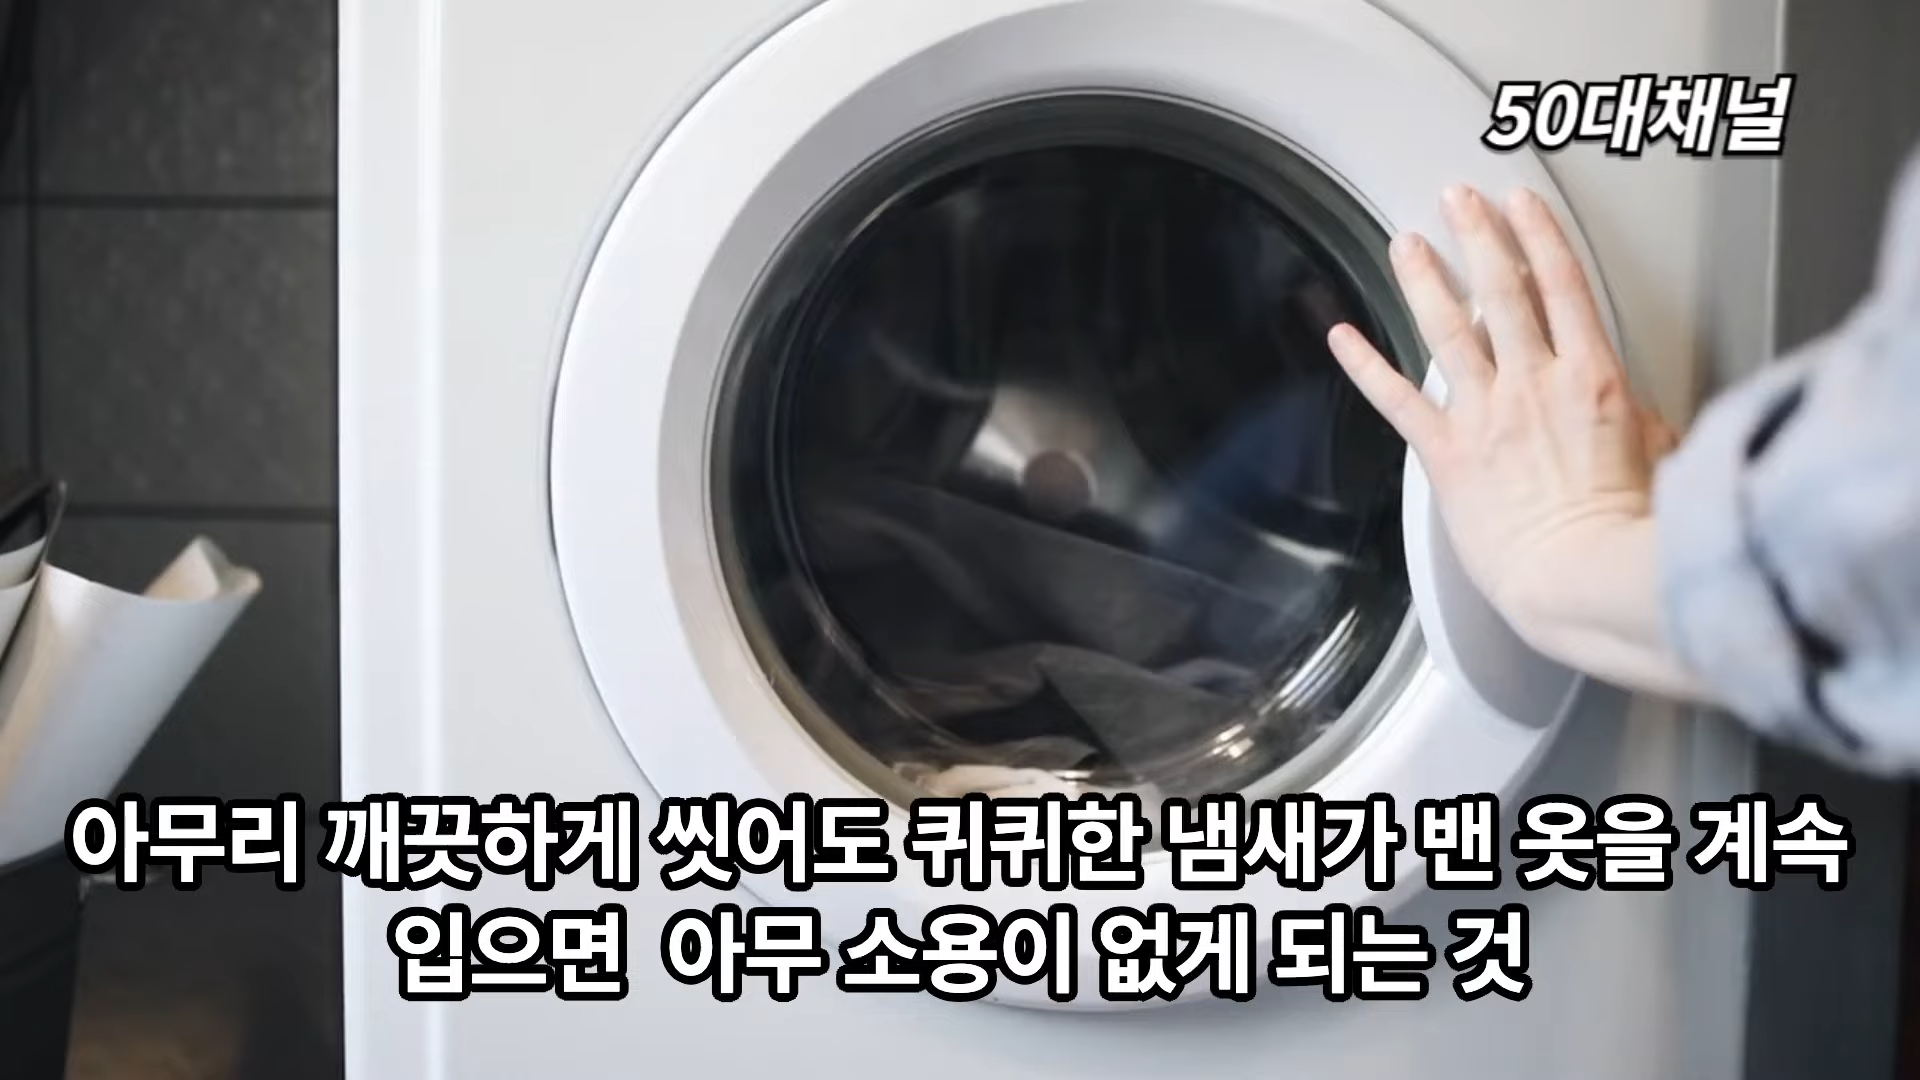 50대채널
아무리 깨끗하게 씻어도 퀴퀴한 냄새가 밴 옷을 계속
입으면 아무 소용이 없게 되는 것